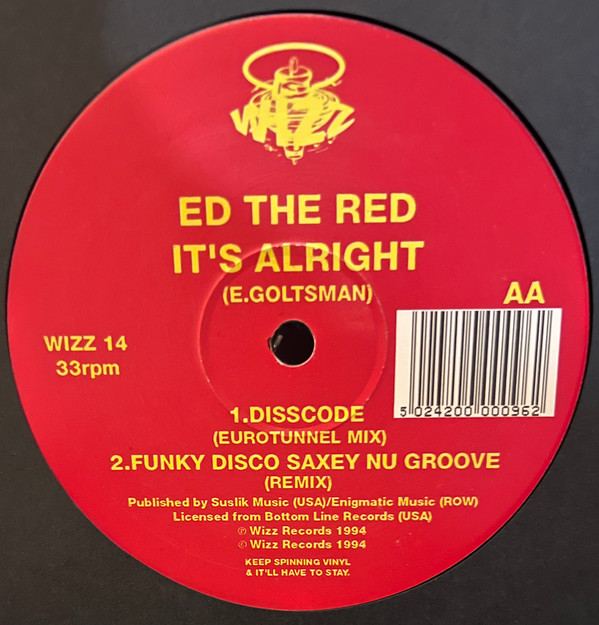 WIZZ
ED THE RED
IT'S ALRIGHT
(E.GOLTSMAN)
AA
WIZZ 14
33rpm
5 024200 000962
1.DISSCODE
(EUROTUNNEL MIX)
2.FUNKY DISCO SAXEY NU GROOVE
(REMIX)
Published by Suslik Music (USA)/Enigmatic Music (ROW)
Licensed from Bottom Line Records (USA)
℗ Wizz Records 1994
© Wizz Records 1994
KEEP SPINNING VINYL
& IT'LL HAVE TO STAY.